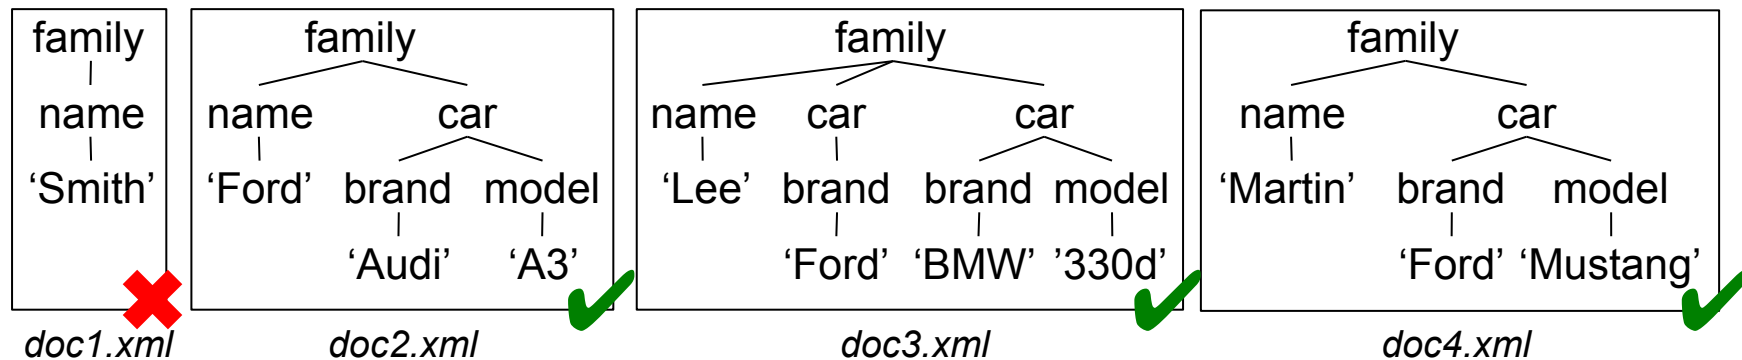 family family family family
name name car name car car name car
‘Smith’ ‘Ford’ brand model ‘Lee’ brand brand model ‘Martin’ brand model
‘Audi’ ‘A3’ ‘Ford’ ‘BMW’ ’330d’ ‘Ford’ ‘Mustang’
doc1.xml doc2.xml doc3.xml doc4.xml